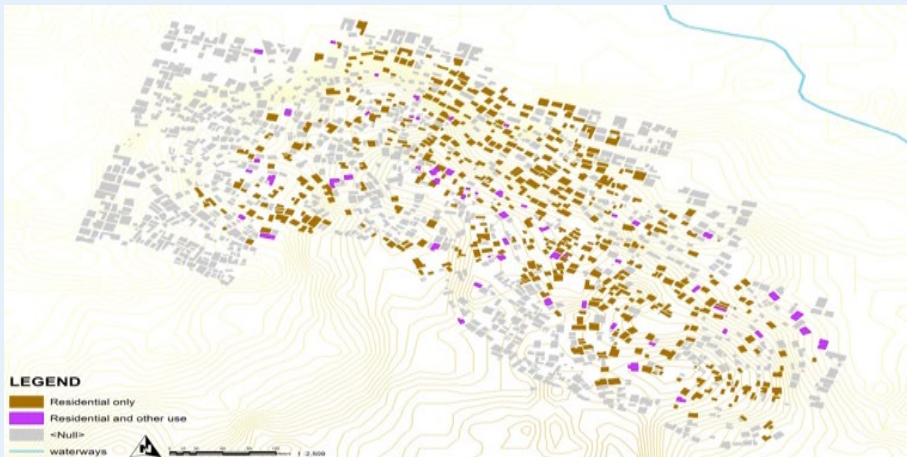 LEGEND
Residential only
Residential and other use
<Null>
waterways
1:2,500